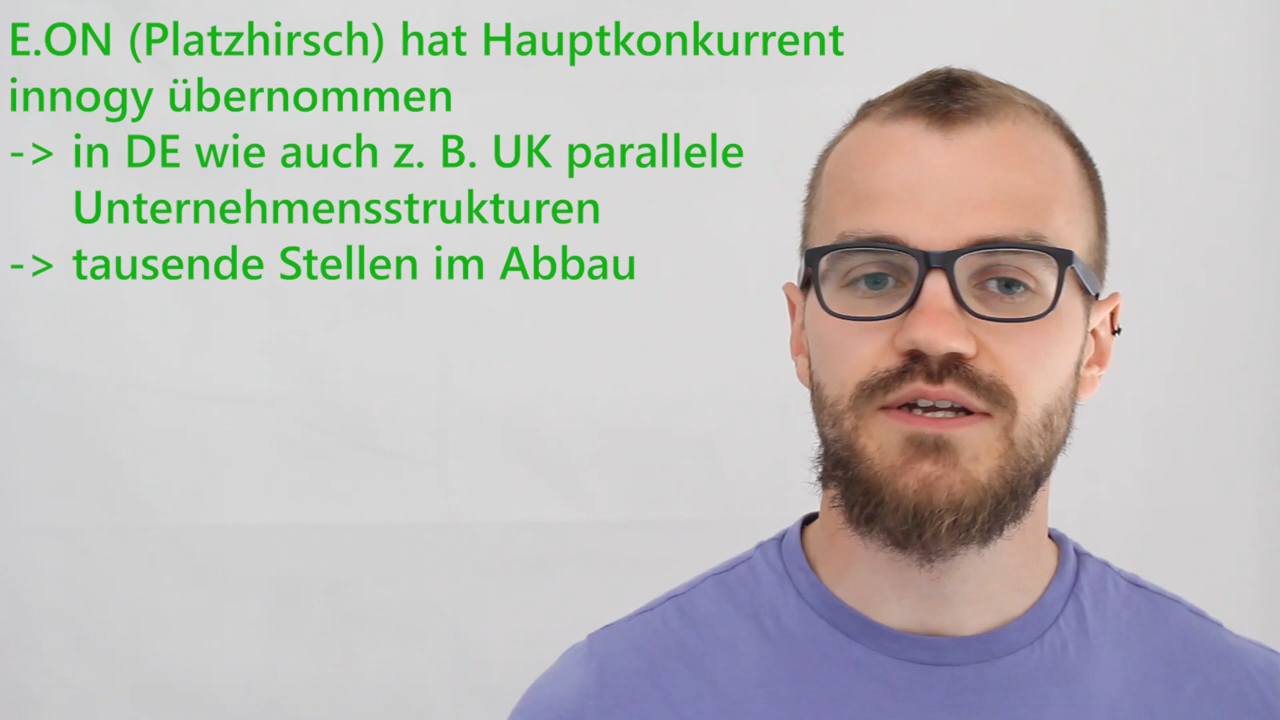 E.ON (Platzhirsch) hat Hauptkonkurrent
innogy übernommen
-> in DE wie auch z. B. UK parallele
Unternehmensstrukturen
-> tausende Stellen im Abbau